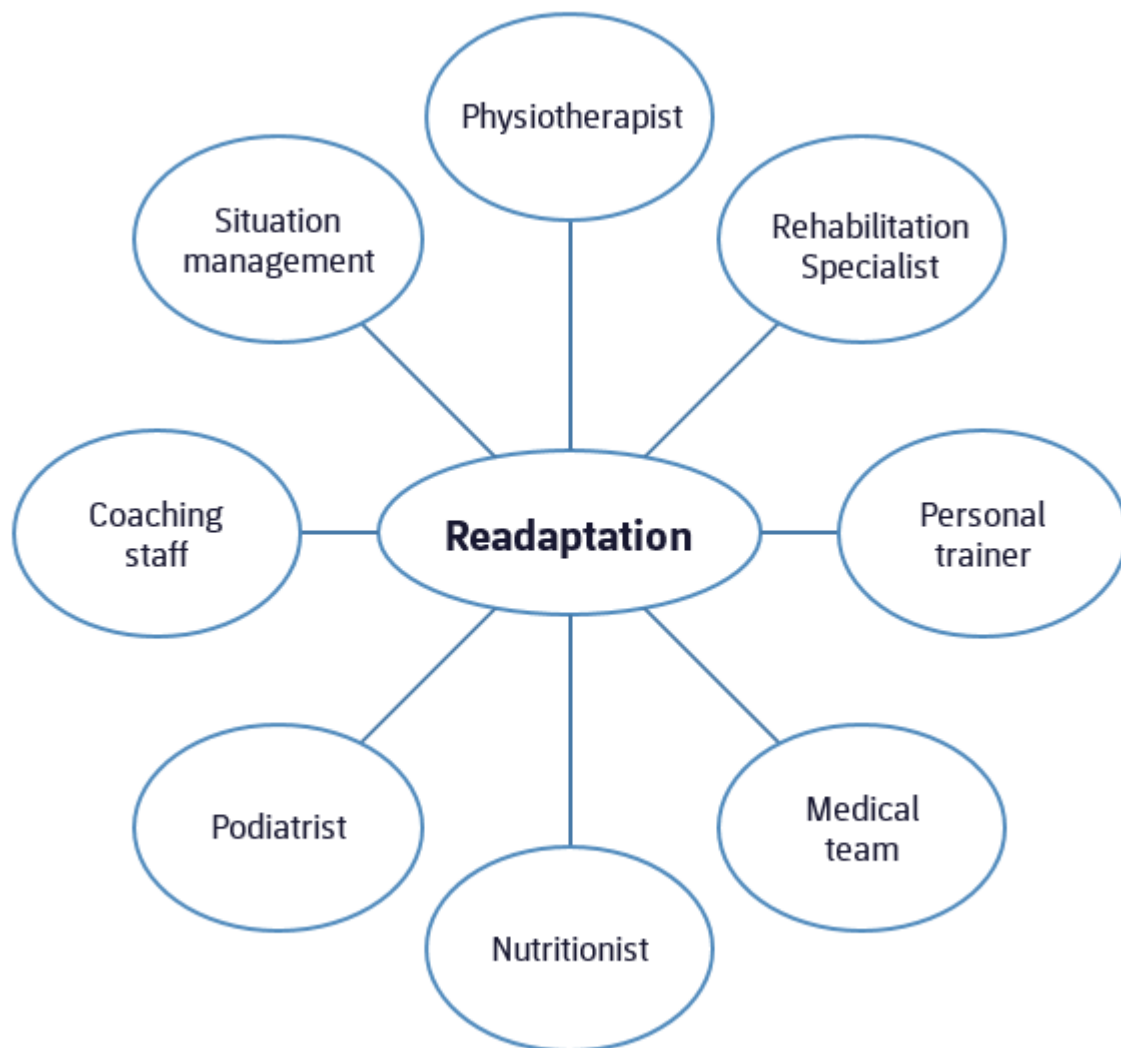 Physiotherapist
Situation
management
Rehabilitation
Specialist
Coaching
staff
Readaptation
Personal
trainer
Podiatrist
Medical
team
Nutritionist